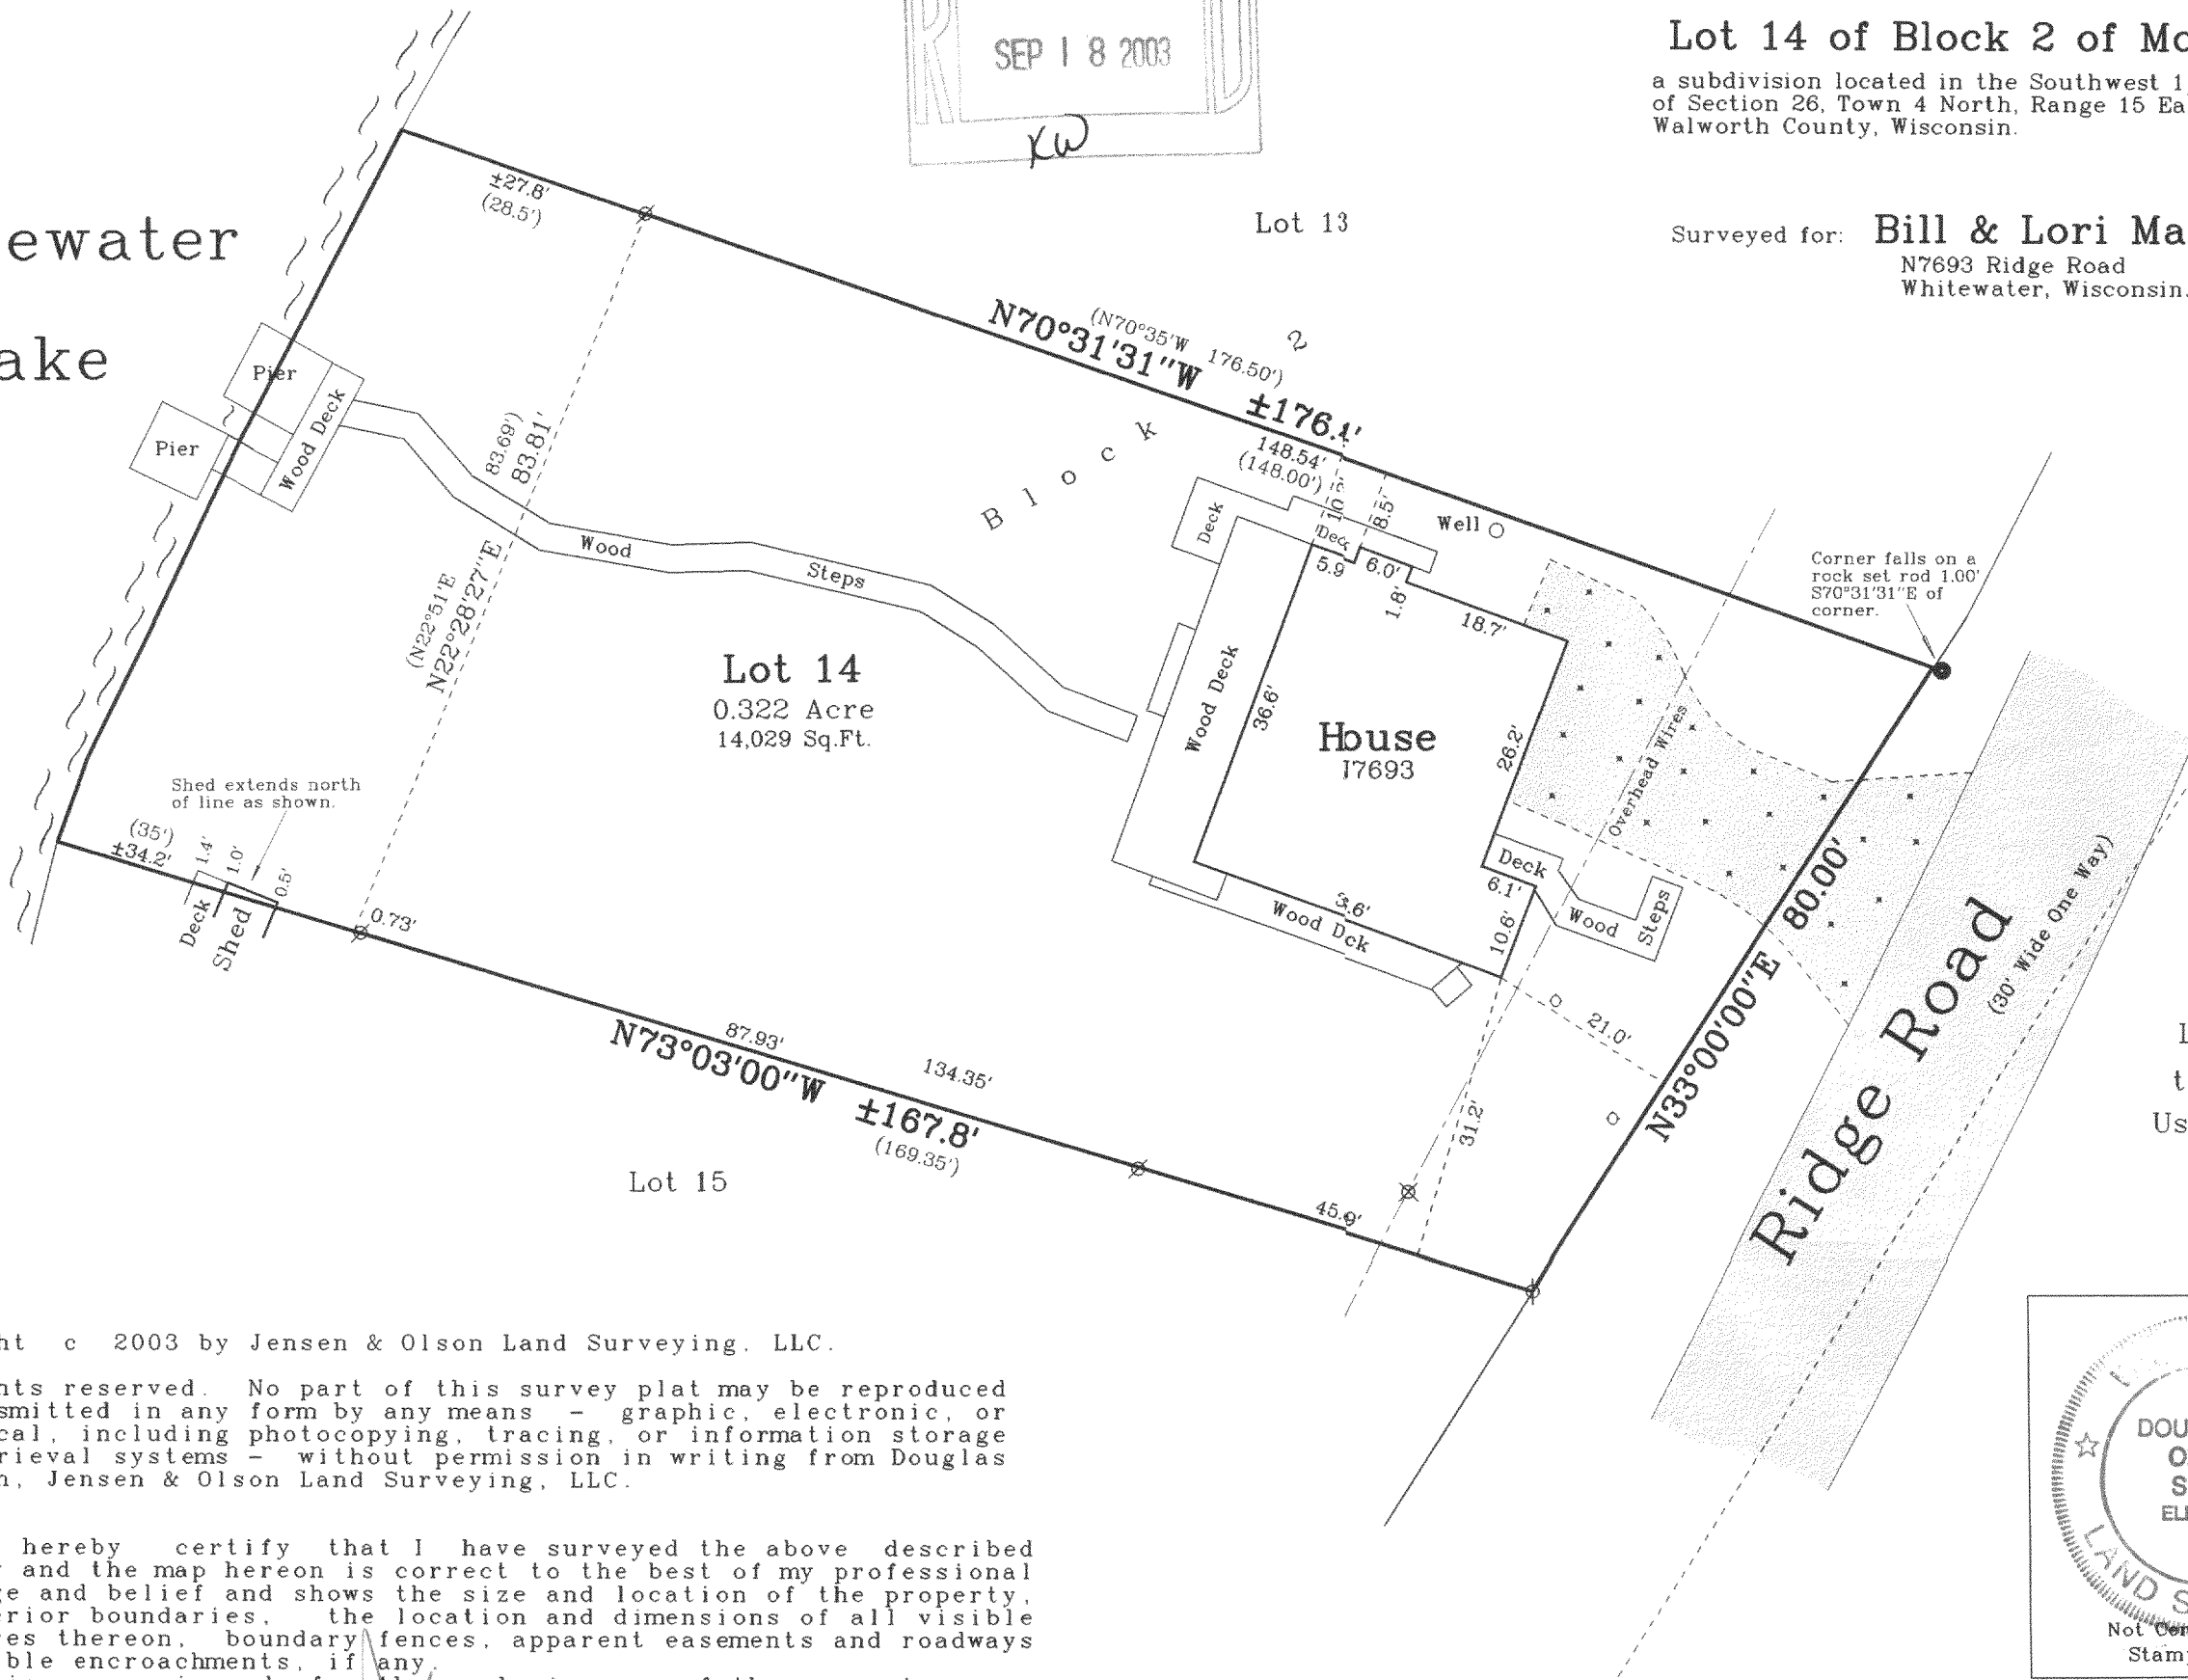 SEP 18 2003
KW
Lot 14 of Block 2 of Mo
a subdivision located in the Southwest 1
of Section 26, Town 4 North, Range 15 Ea
Walworth County, Wisconsin.
Surveyed for: Bill & Lori Ma
N7693 Ridge Road
Whitewater, Wisconsin.
ewater
ake
±27.8'
(28.5')
Lot 13
(N70°35'W 176.50')
N70°31'31"W ±176.4'
148.54'
(148.00')
Block 2
Pier
Pier
Wood Deck
83.69')
83.81'
(N22°51'E
N22°28'27"E
Wood Steps
Deck
Deck
8.5'
5.9
6.0'
1.8'
18.7'
Well
Corner falls on a
rock set rod 1.00'
S70°31'31"E of
corner.
Lot 14
0.322 Acre
14,029 Sq.Ft.
Wood Deck
36.6'
House
17693
26.2'
Overhead Wires
Shed extends north
of line as shown.
(35')
±34.2'
1.4'
1.0'
0.5'
Deck
Shed
0.73'
Deck
6.1'
10.6'
Wood Steps
3.6'
Wood Dck
N33°00'00"E 80.00'
Ridge Road
(30' Wide One Way)
21.0'
31.2'
87.93'
134.35'
N73°03'00"W ±167.8'
(169.35')
45.9'
Lot 15
t
Us
ht c 2003 by Jensen & Olson Land Surveying, LLC.
hts reserved. No part of this survey plat may be reproduced
smitted in any form by any means - graphic, electronic, or
cal, including photocopying, tracing, or information storage
rieval systems - without permission in writing from Douglas
n, Jensen & Olson Land Surveying, LLC.
hereby certify that I have surveyed the above described
y and the map hereon is correct to the best of my professional
ge and belief and shows the size and location of the property,
erior boundaries, the location and dimensions of all visible
res thereon, boundary fences, apparent easements and roadways
ble encroachments, if any.
DOU
O
S
EL
LAND S
Not
Stam